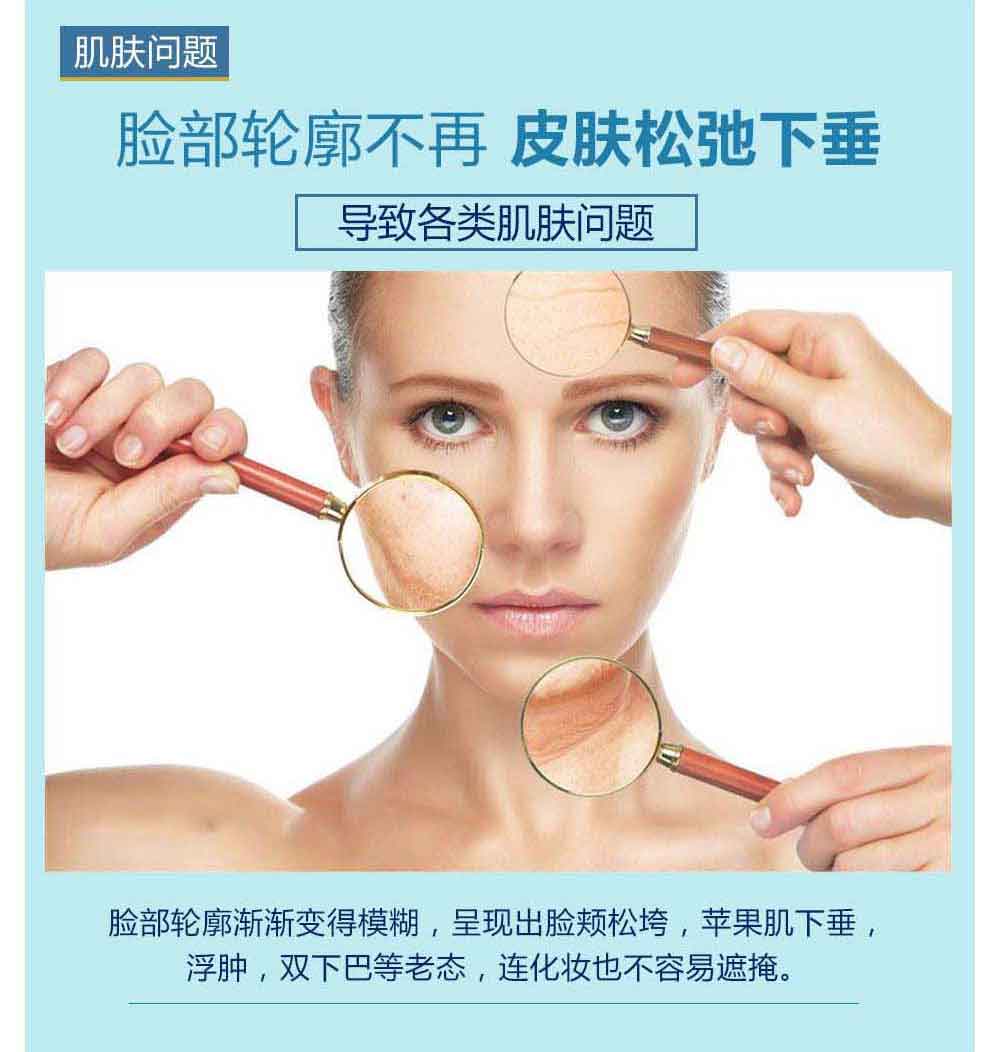 肌肤问题
脸部轮廓不再 皮肤松弛下垂
导致各类肌肤问题
脸部轮廓渐渐变得模糊，呈现出脸颊松垮，苹果肌下垂，
浮肿，双下巴等老态，连化妆也不容易遮掩。